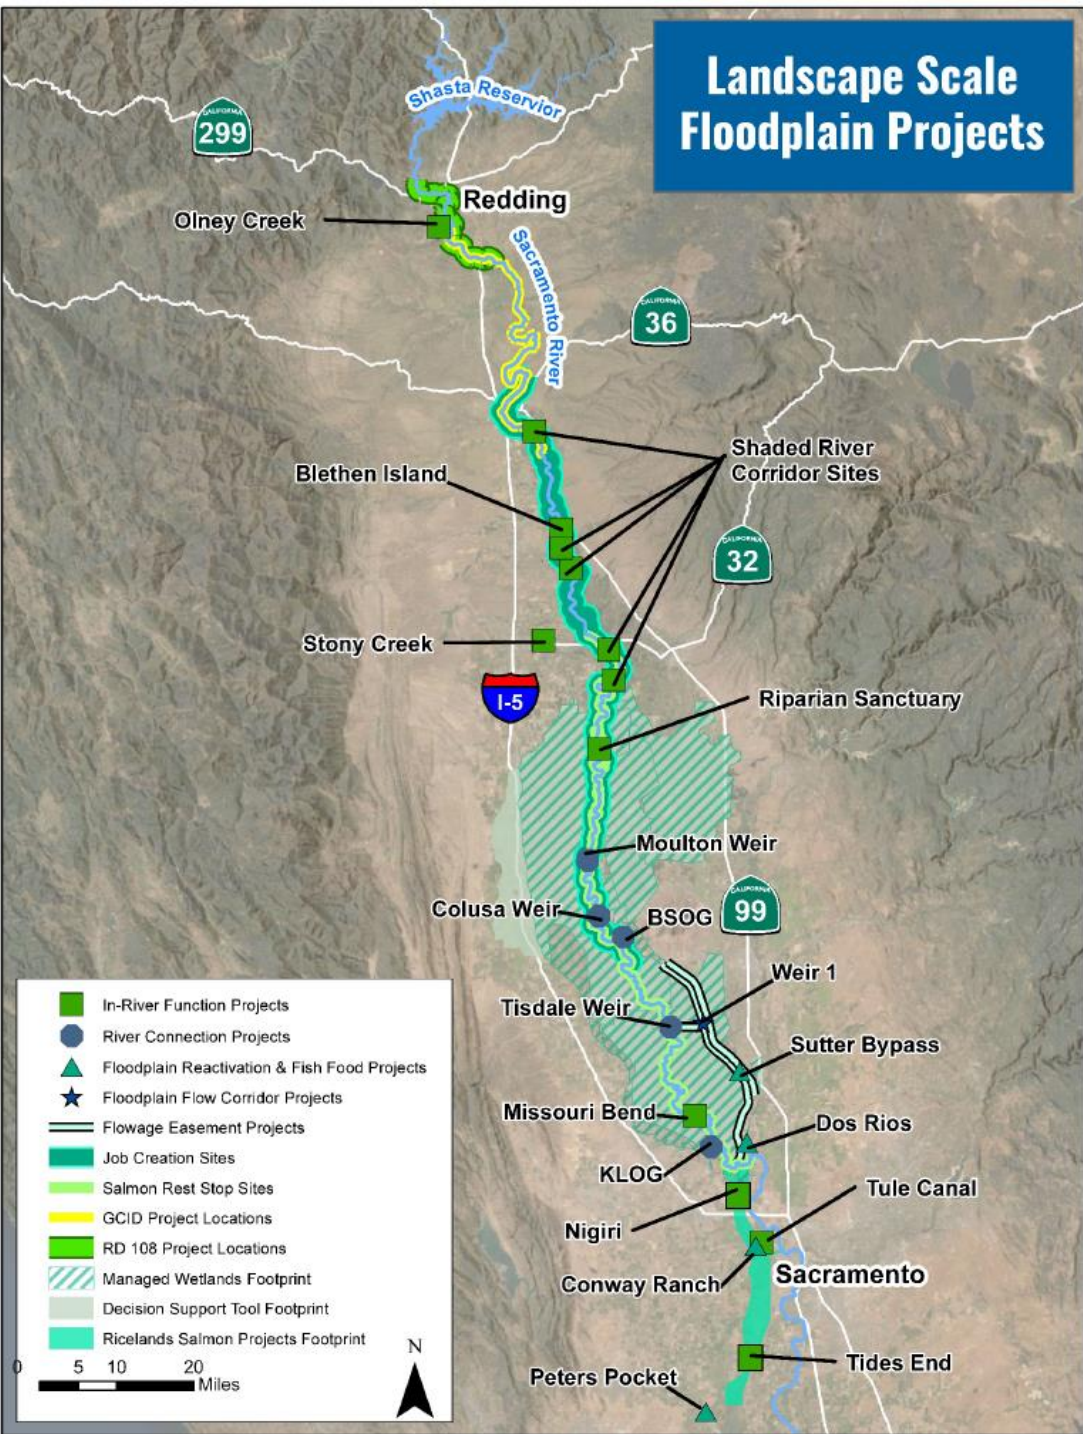 Landscape Scale
Floodplain Projects
Shasta Reservior
CALIFORNIA
299
Redding
Olney Creek
Sacramento River
CALIFORNIA
36
Shaded River
Corridor Sites
Blethen Island
CALIFORNIA
32
Stony Creek
I-5
Riparian Sanctuary
Moulton Weir
CALIFORNIA
99
Colusa Weir
BSOG
Weir 1
Tisdale Weir
Sutter Bypass
Missouri Bend
Dos Rios
KLOG
Tule Canal
Nigiri
Conway Ranch
Sacramento
Tides End
Peters Pocket
In-River Function Projects
River Connection Projects
Floodplain Reactivation & Fish Food Projects
Floodplain Flow Corridor Projects
Flowage Easement Projects
Job Creation Sites
Salmon Rest Stop Sites
GCID Project Locations
RD 108 Project Locations
Managed Wetlands Footprint
Decision Support Tool Footprint
Ricelands Salmon Projects Footprint
0 5 10 20
Miles
N